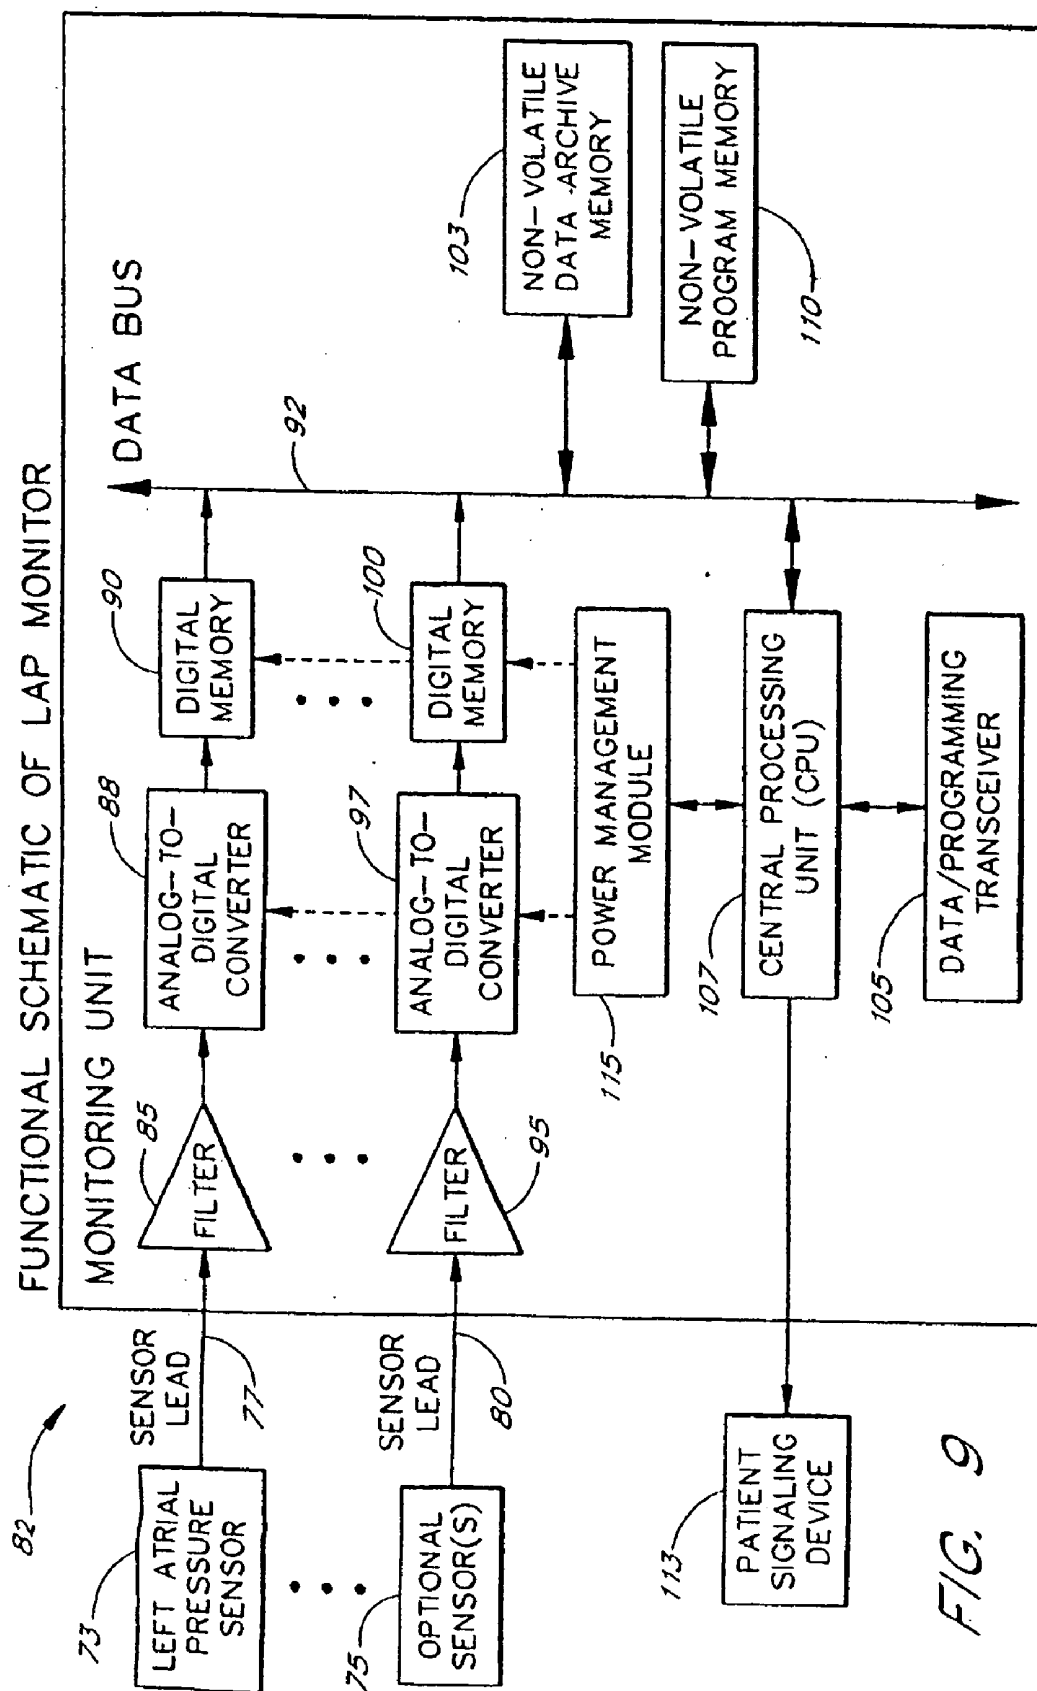 FUNCTIONAL SCHEMATIC OF LAP MONITOR
82
MONITORING UNIT
DATA BUS
73
LEFT ATRIAL
PRESSURE
SENSOR
SENSOR
LEAD
77
85
FILTER
88
ANALOG-TO-
DIGITAL
CONVERTER
90
DIGITAL
MEMORY
92
75
OPTIONAL
SENSOR(S)
SENSOR
LEAD
80
95
FILTER
97
ANALOG-TO-
DIGITAL
CONVERTER
100
DIGITAL
MEMORY
103
NON-VOLATILE
DATA-ARCHIVE
MEMORY
115
POWER MANAGEMENT
MODULE
NON-VOLATILE
PROGRAM MEMORY
110
113
PATIENT
SIGNALING
DEVICE
107
CENTRAL PROCESSING
UNIT (CPU)
105
DATA/PROGRAMMING
TRANSCEIVER
FIG. 9